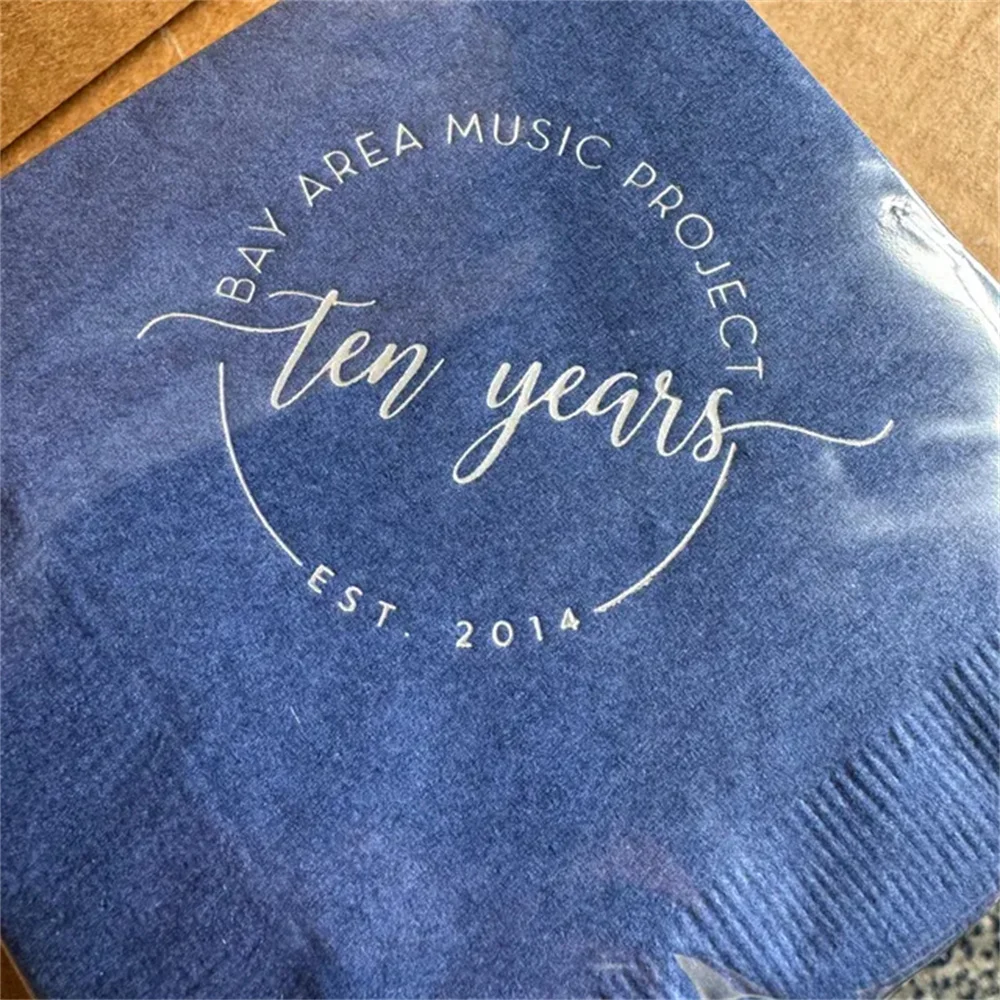 BAY AREA MUSIC PROJECT
ten years
EST. 2014